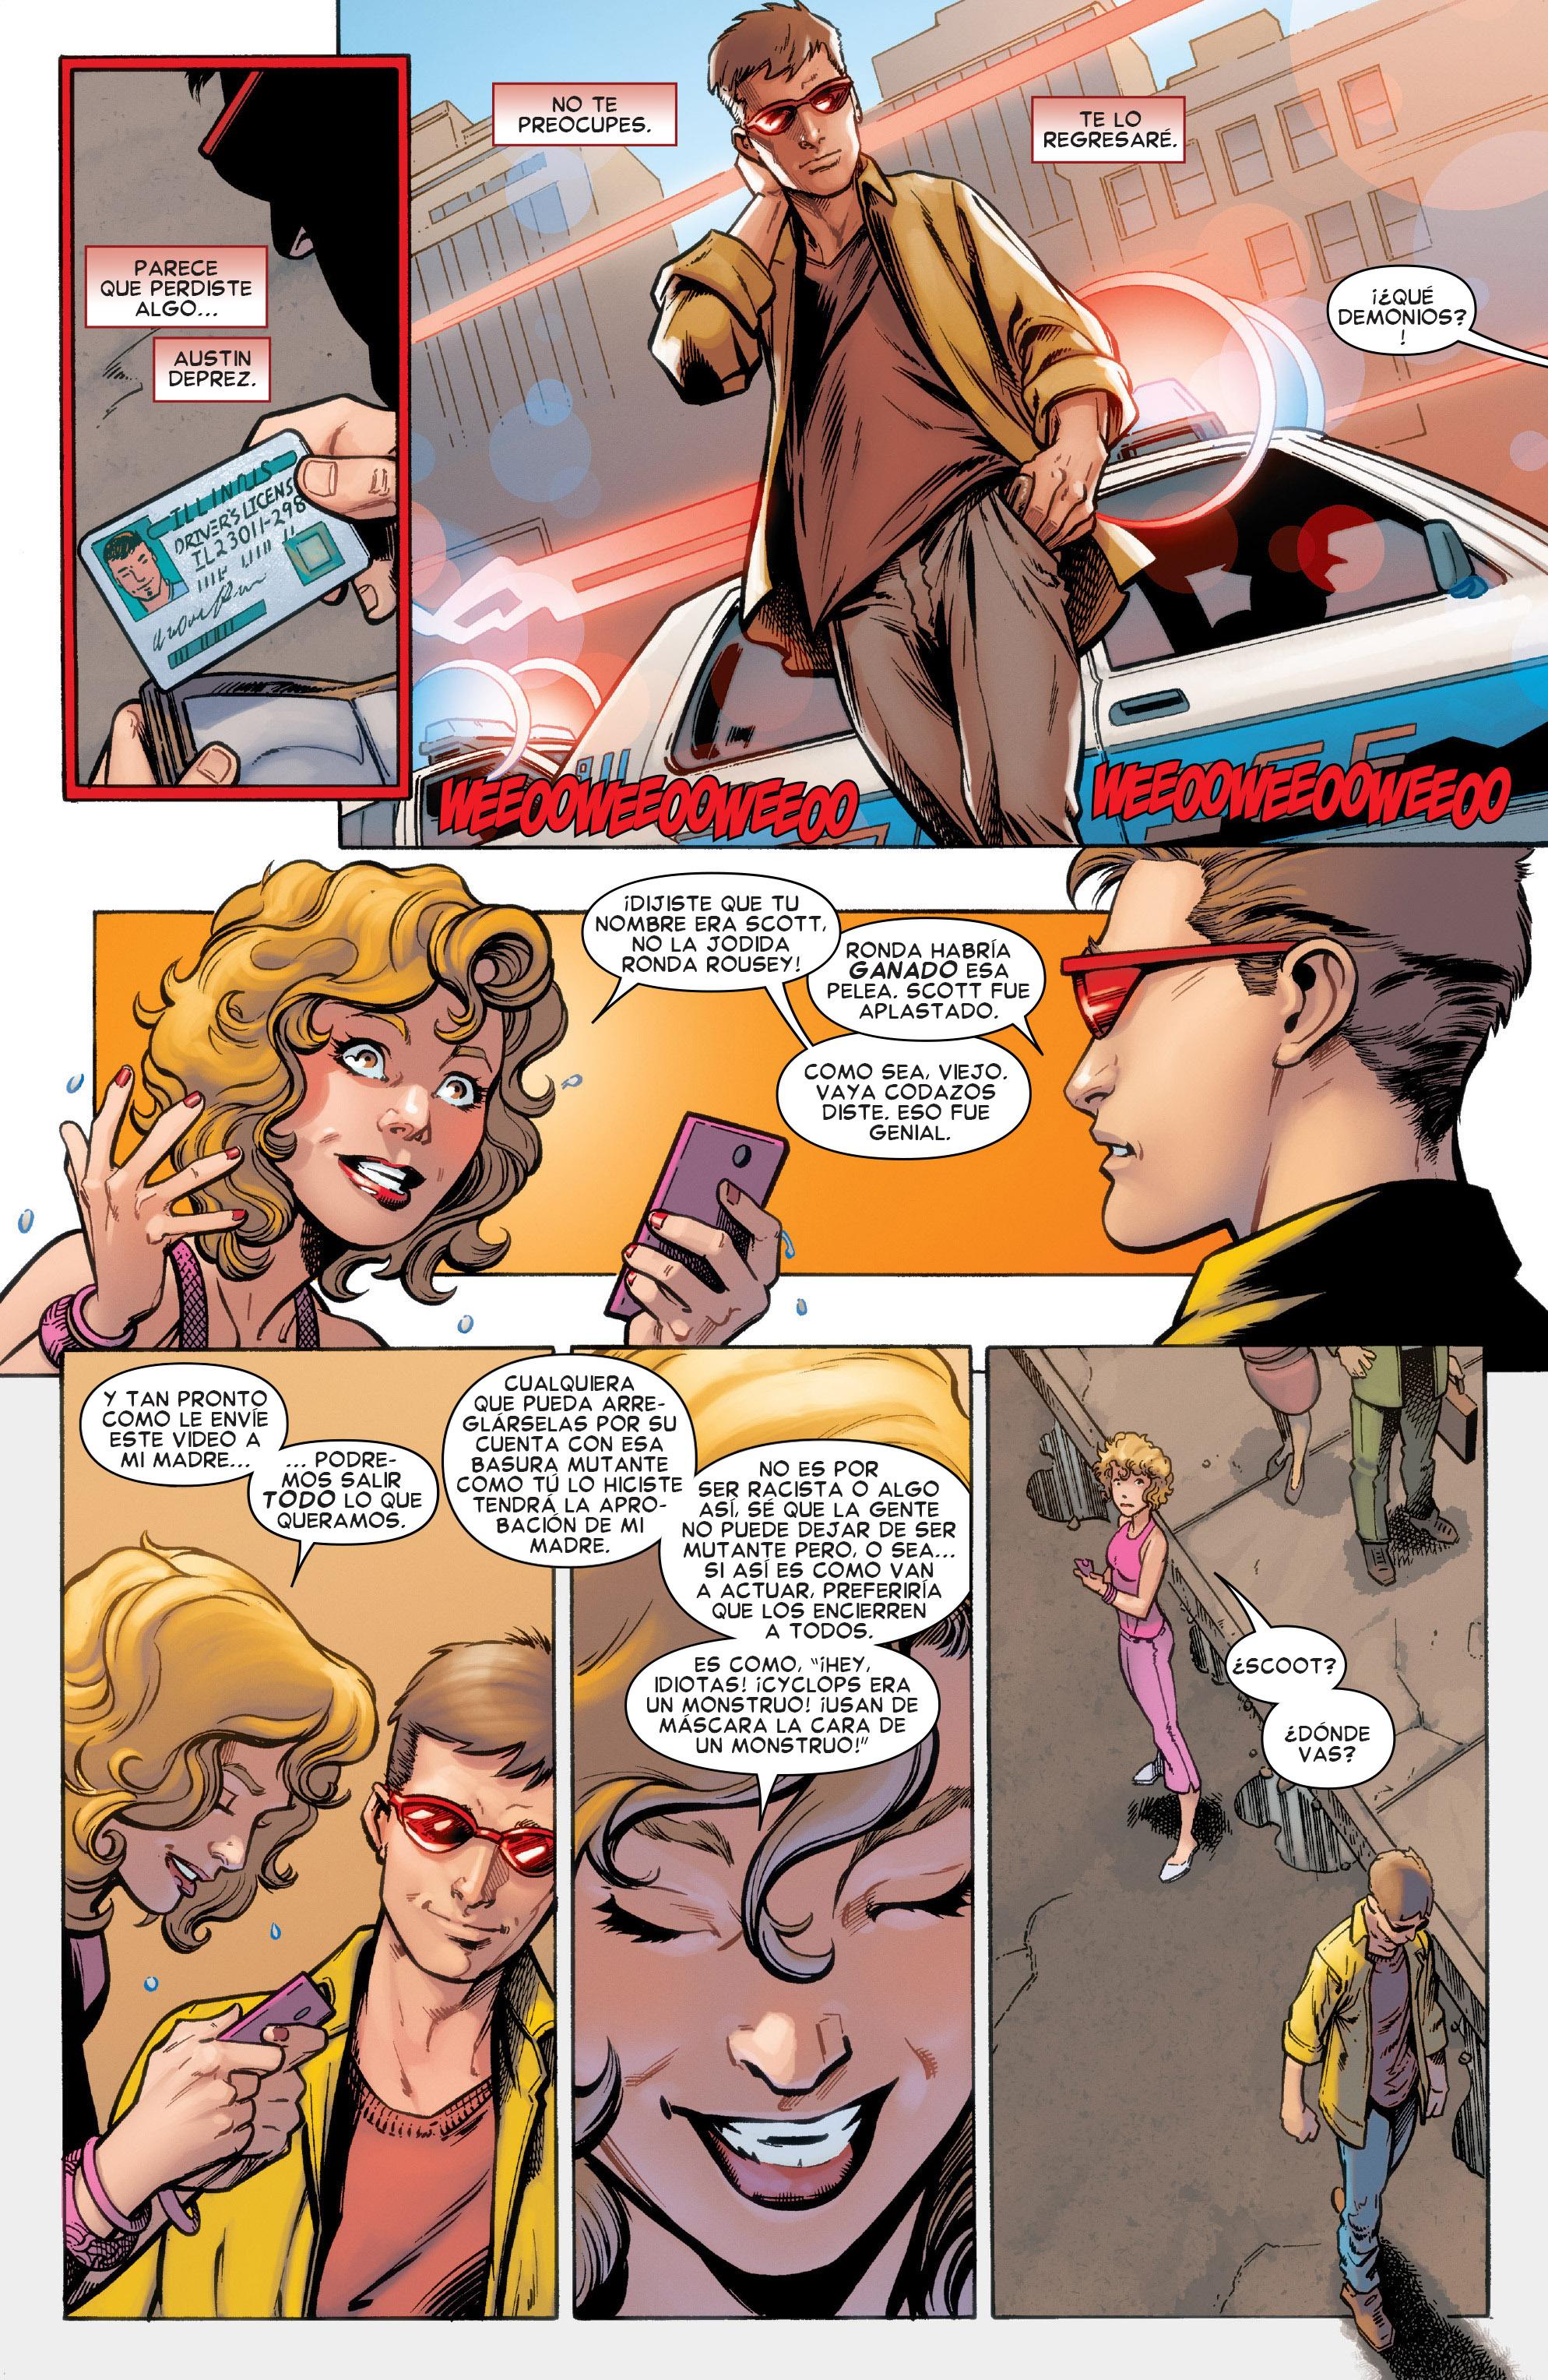 PARECE
QUE PERDISTE
ALGO...
AUSTIN
DEPREZ.
ILLINOIS
DRIVER'S LICENS
IL23011-298
NO TE
PREOCUPES.
TE LO
REGRESARÉ.
¡¿QUÉ
DEMONIOS?
!
911
WEEOOWEEOOWEEOO
WEEOOWEEOOWEEOO
¡DIJISTE QUE TU
NOMBRE ERA SCOTT,
NO LA JODIDA
RONDA ROUSEY!
RONDA HABRÍA
GANADO ESA
PELEA. SCOTT FUE
APLASTADO.
COMO SEA, VIEJO.
VAYA CODAZOS
DISTE. ESO FUE
GENIAL.
Y TAN PRONTO
COMO LE ENVÍE
ESTE VIDEO A
MI MADRE...
... PODRE-
MOS SALIR
TODO LO QUE
QUERAMOS.
CUALQUIERA
QUE PUEDA ARRE-
GLÁRSELAS POR SU
CUENTA CON ESA
BASURA MUTANTE
COMO TÚ LO HICISTE
TENDRÁ LA APRO-
BACIÓN DE MI
MADRE.
NO ES POR
SER RACISTA O ALGO
ASÍ, SÉ QUE LA GENTE
NO PUEDE DEJAR DE SER
MUTANTE PERO, O SEA...
SI ASÍ ES COMO VAN
A ACTUAR, PREFERIRÍA
QUE LOS ENCIERREN
A TODOS.
ES COMO, "¡HEY,
IDIOTAS! ¡CYCLOPS ERA
UN MONSTRUO! ¡USAN DE
MÁSCARA LA CARA DE
UN MONSTRUO!"
¿SCOOT?
¿DÓNDE
VAS?